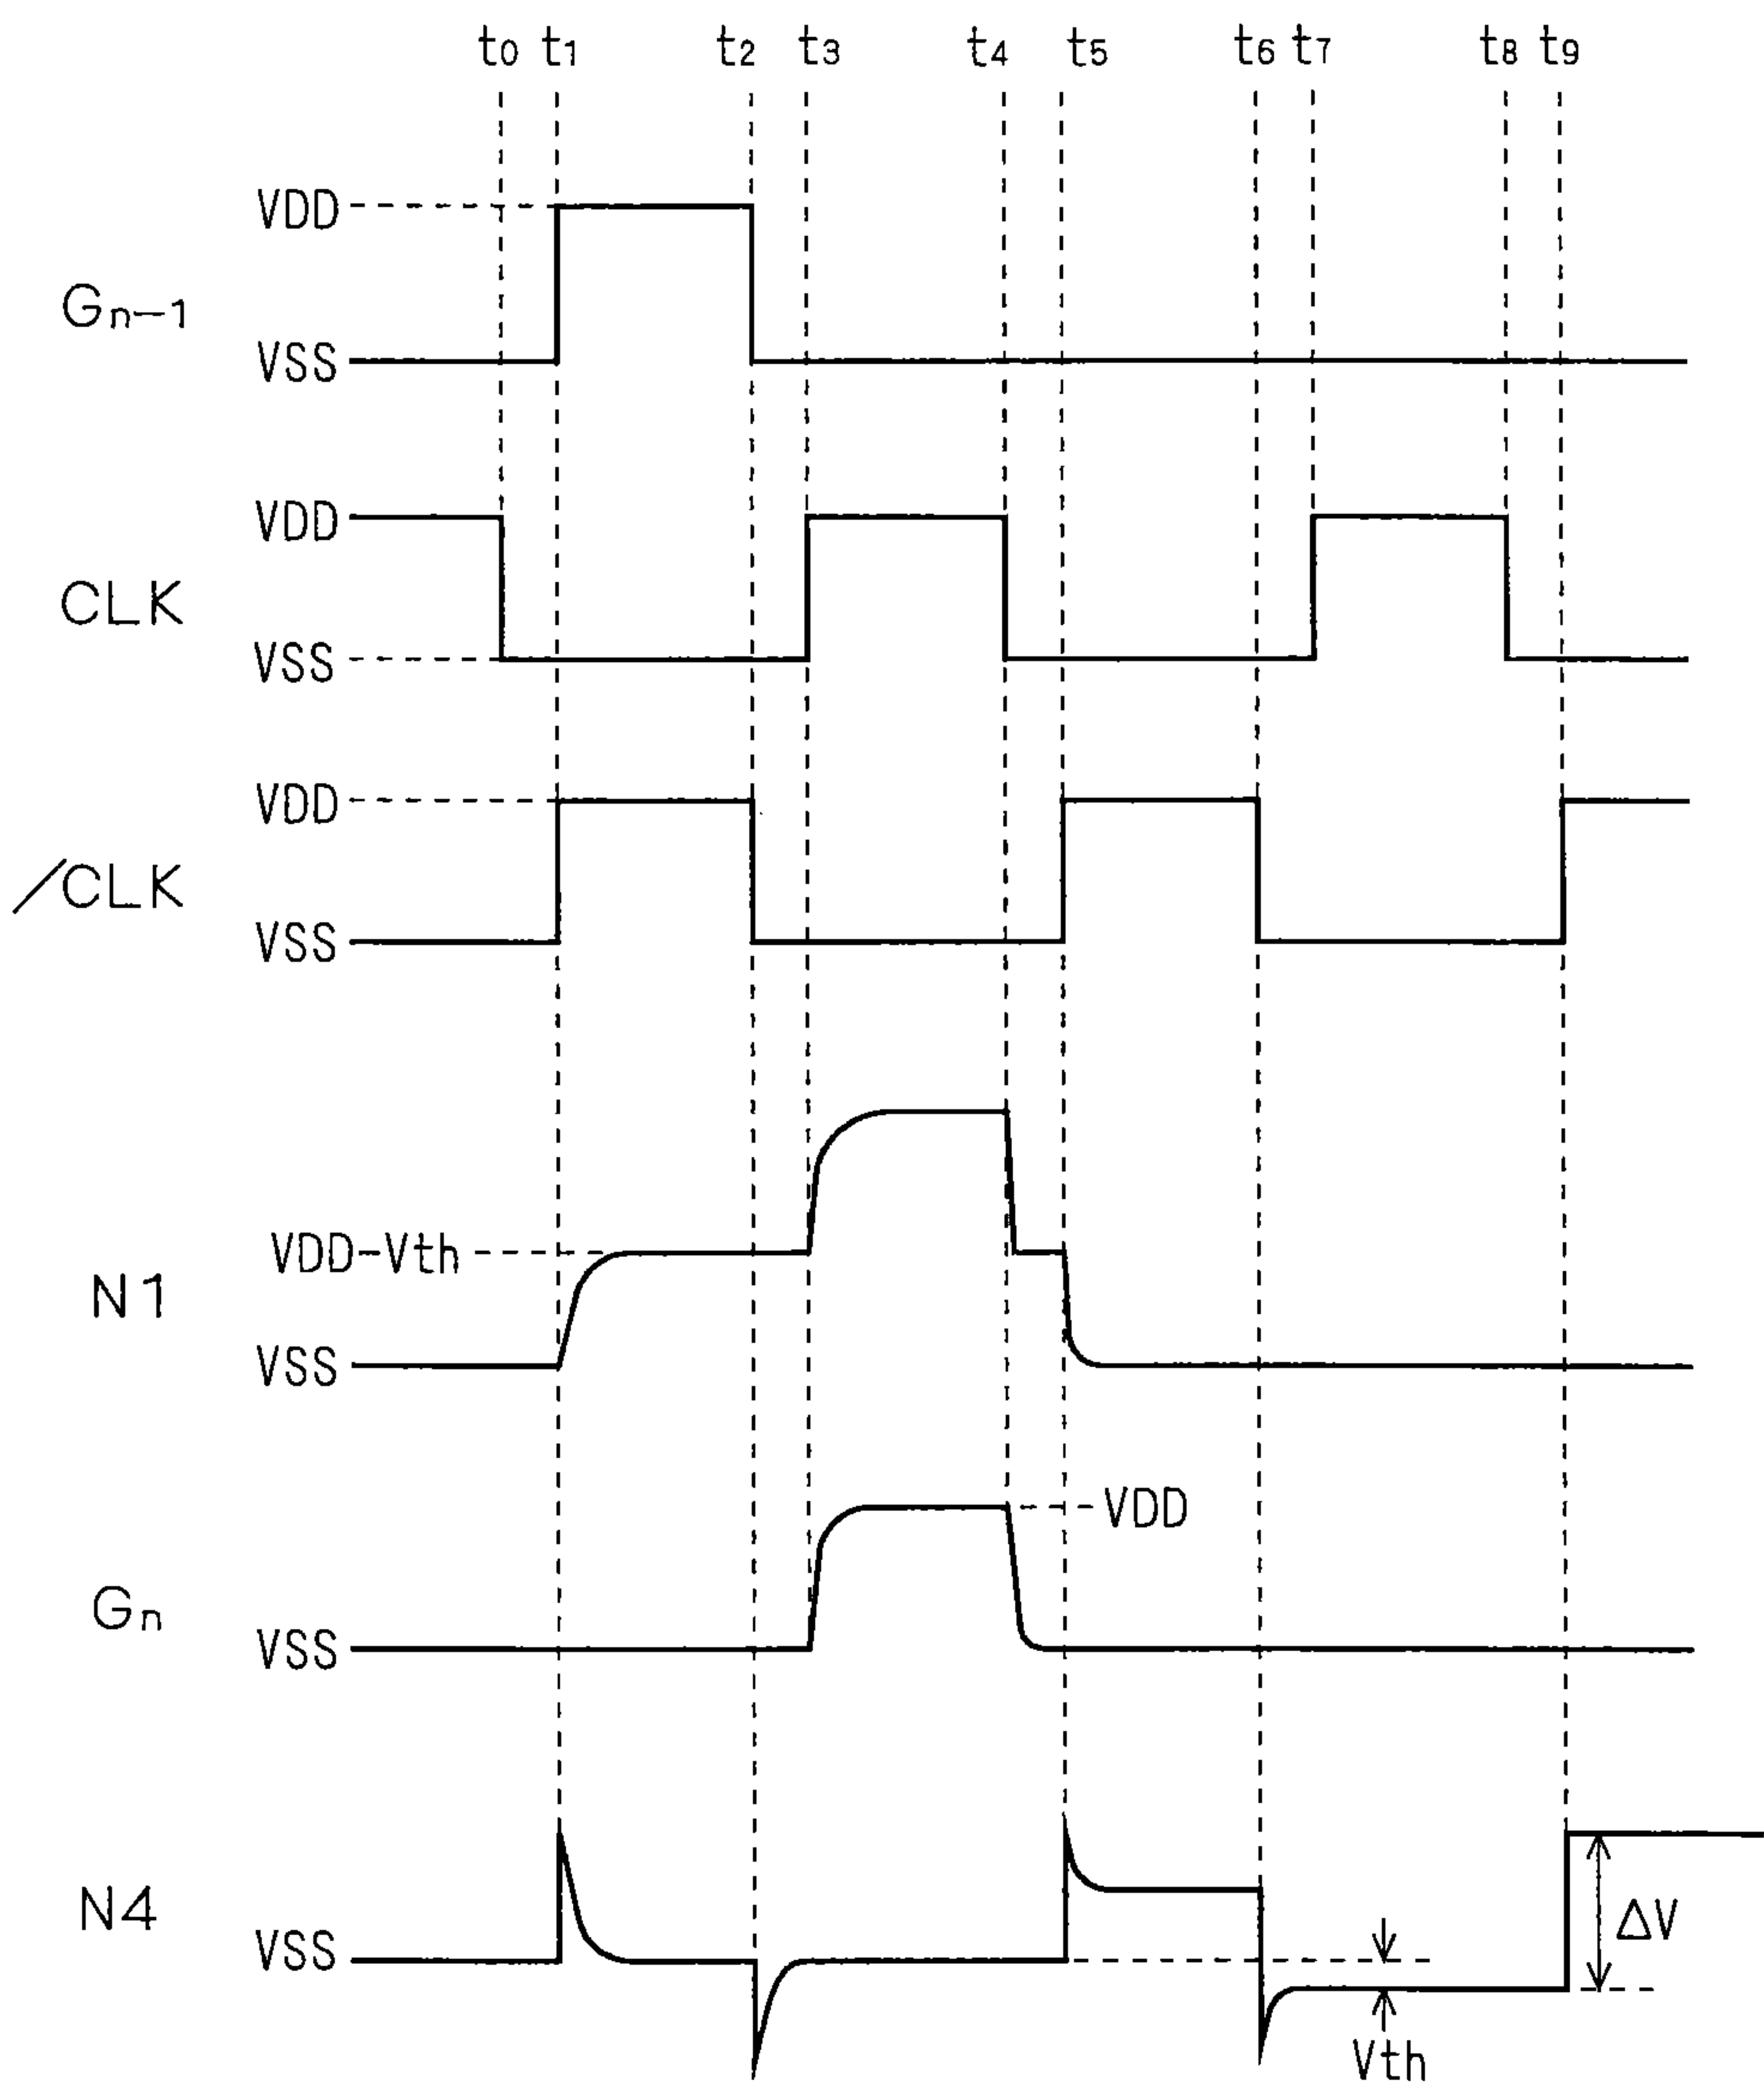 t0 t1 t2 t3 t4 t5 t6 t7 t8 t9
VDD
Gn-1
VSS
VDD
CLK
VSS
VDD
/CLK
VSS
VDD-Vth
N1
VSS
VDD
Gn
VSS
N4
VSS
ΔV
Vth